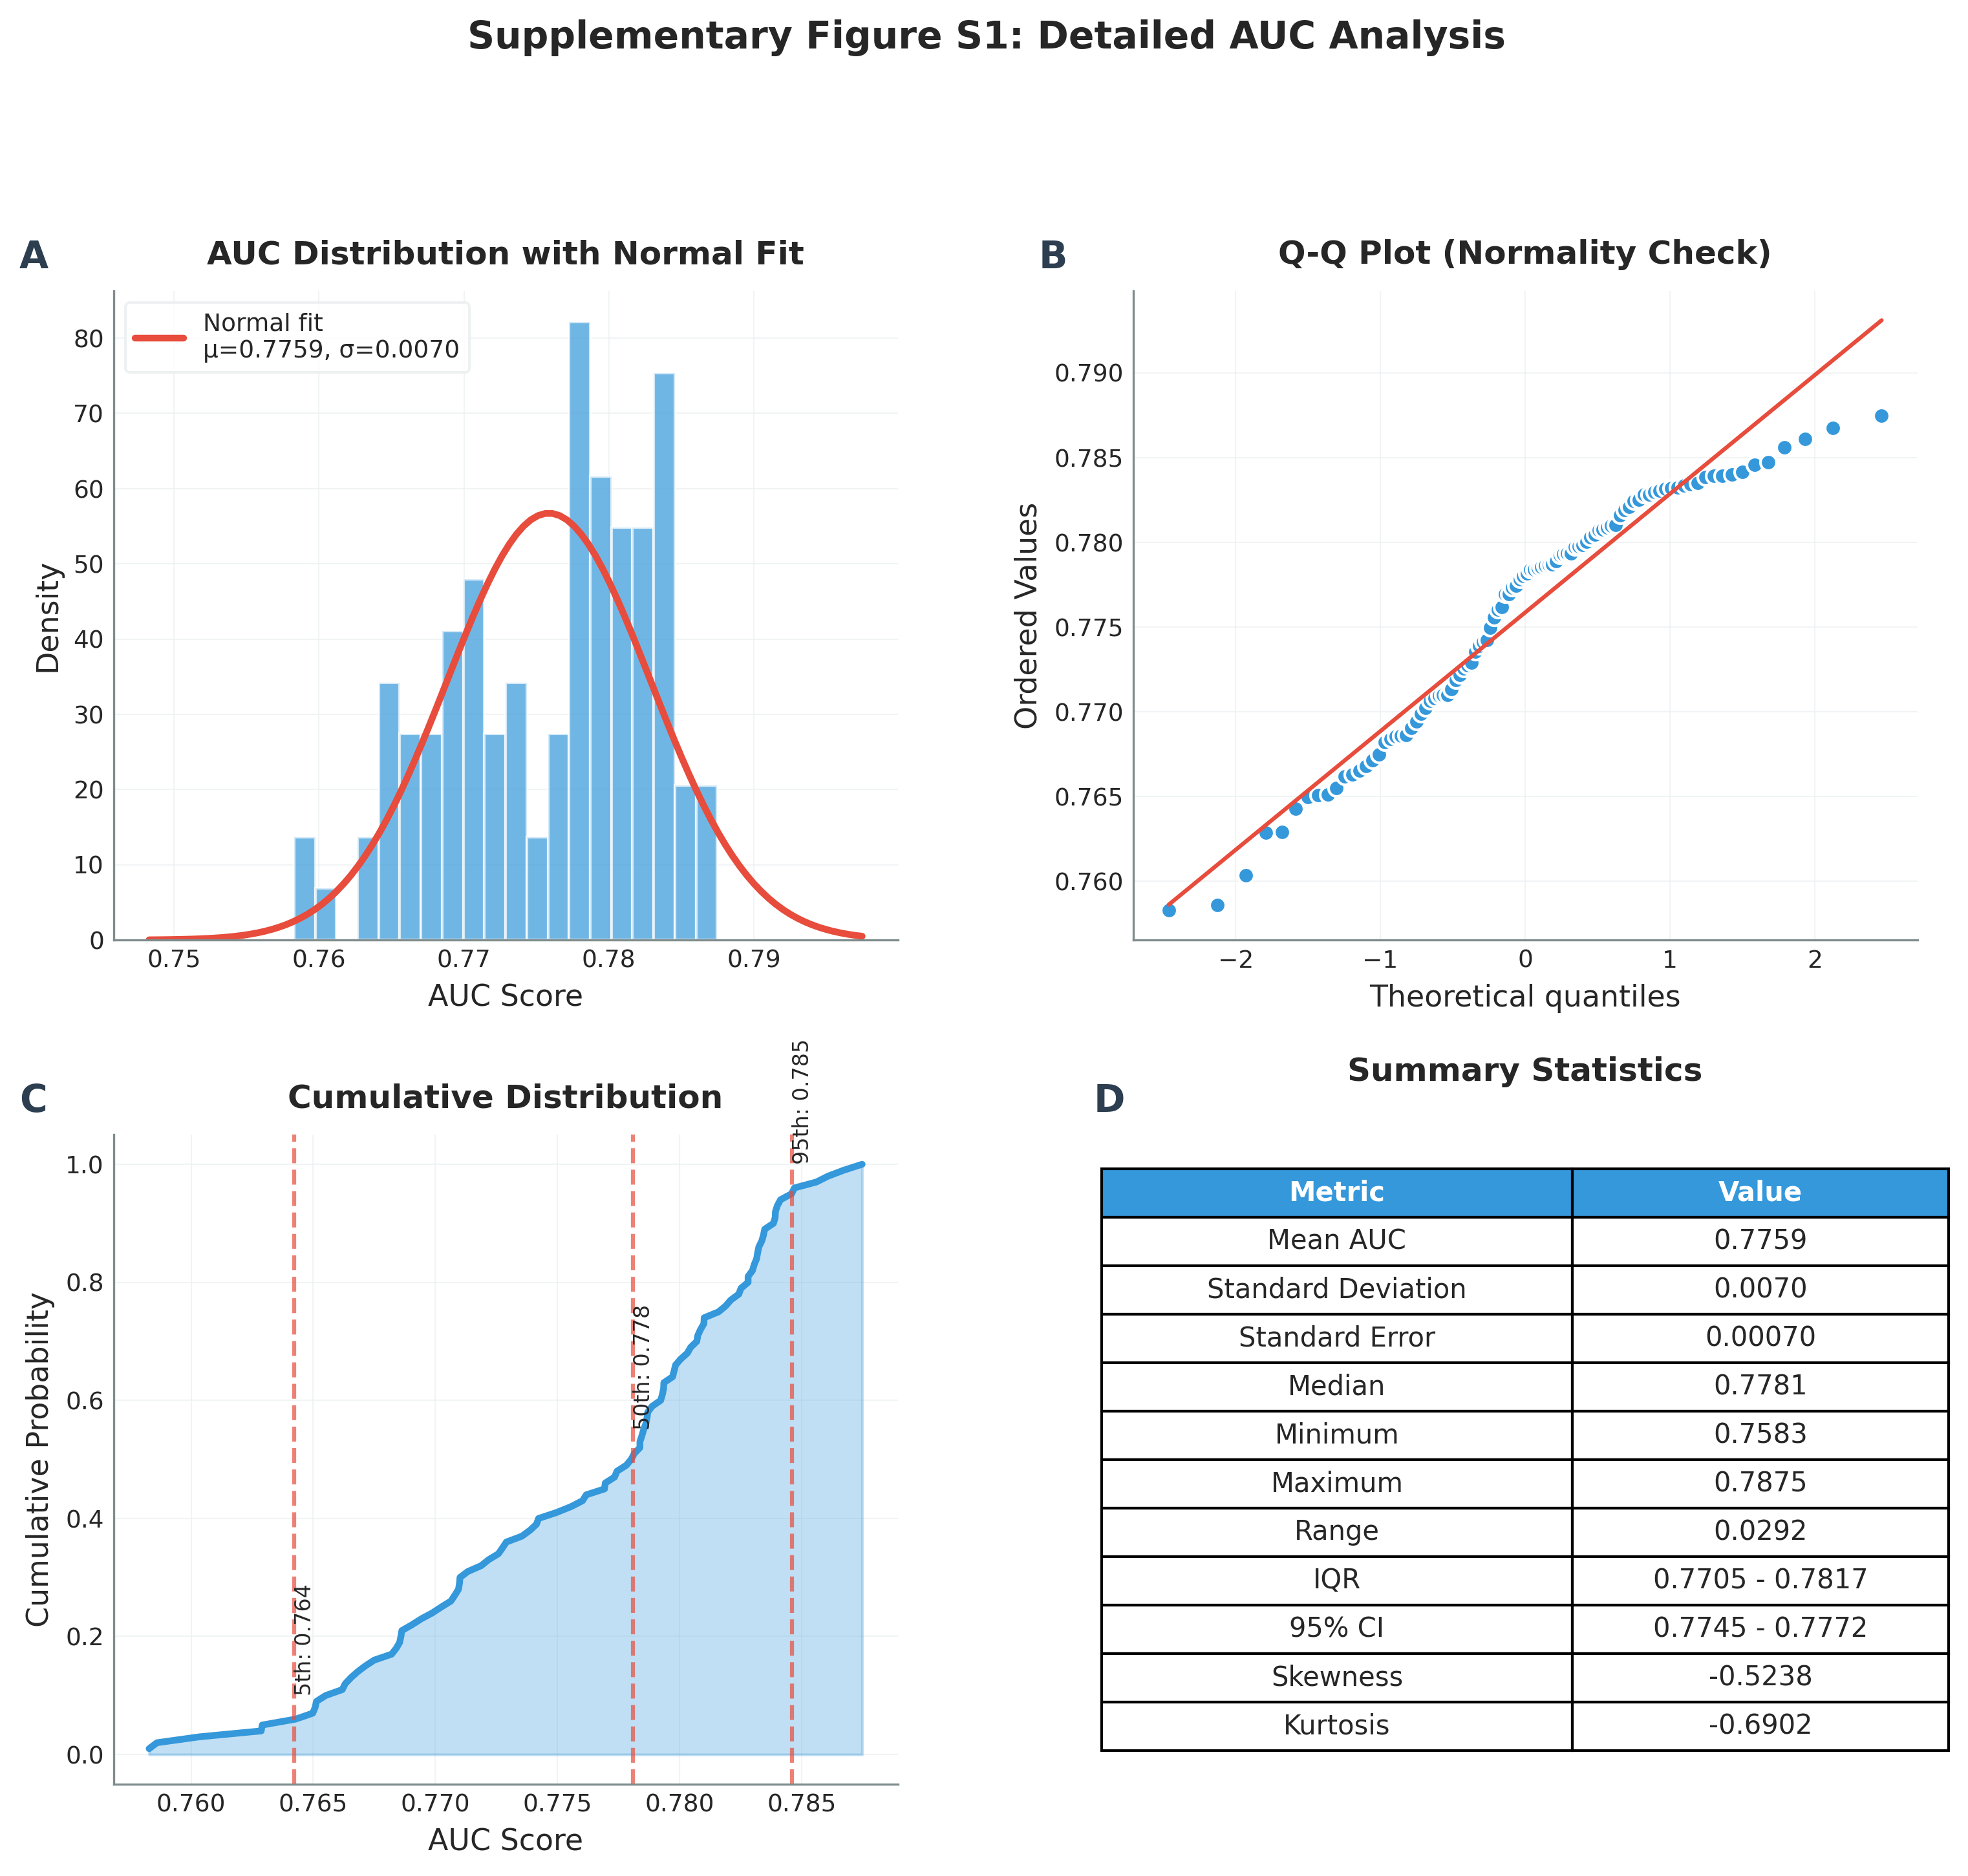 Supplementary Figure S1: Detailed AUC Analysis
A
AUC Distribution with Normal Fit
Normal fit
μ=0.7759, σ=0.0070
Density
80
70
60
50
40
30
20
10
0
0.75 0.76 0.77 0.78 0.79
AUC Score
B
Q-Q Plot (Normality Check)
Ordered Values
0.790
0.785
0.780
0.775
0.770
0.765
0.760
−2 −1 0 1 2
Theoretical quantiles
C
Cumulative Distribution
Cumulative Probability
1.0
0.8
0.6
0.4
0.2
0.0
5th: 0.764
50th: 0.778
95th: 0.785
0.760 0.765 0.770 0.775 0.780 0.785
AUC Score
D
Summary Statistics
Metric Value
Mean AUC 0.7759
Standard Deviation 0.0070
Standard Error 0.00070
Median 0.7781
Minimum 0.7583
Maximum 0.7875
Range 0.0292
IQR 0.7705 - 0.7817
95% CI 0.7745 - 0.7772
Skewness -0.5238
Kurtosis -0.6902